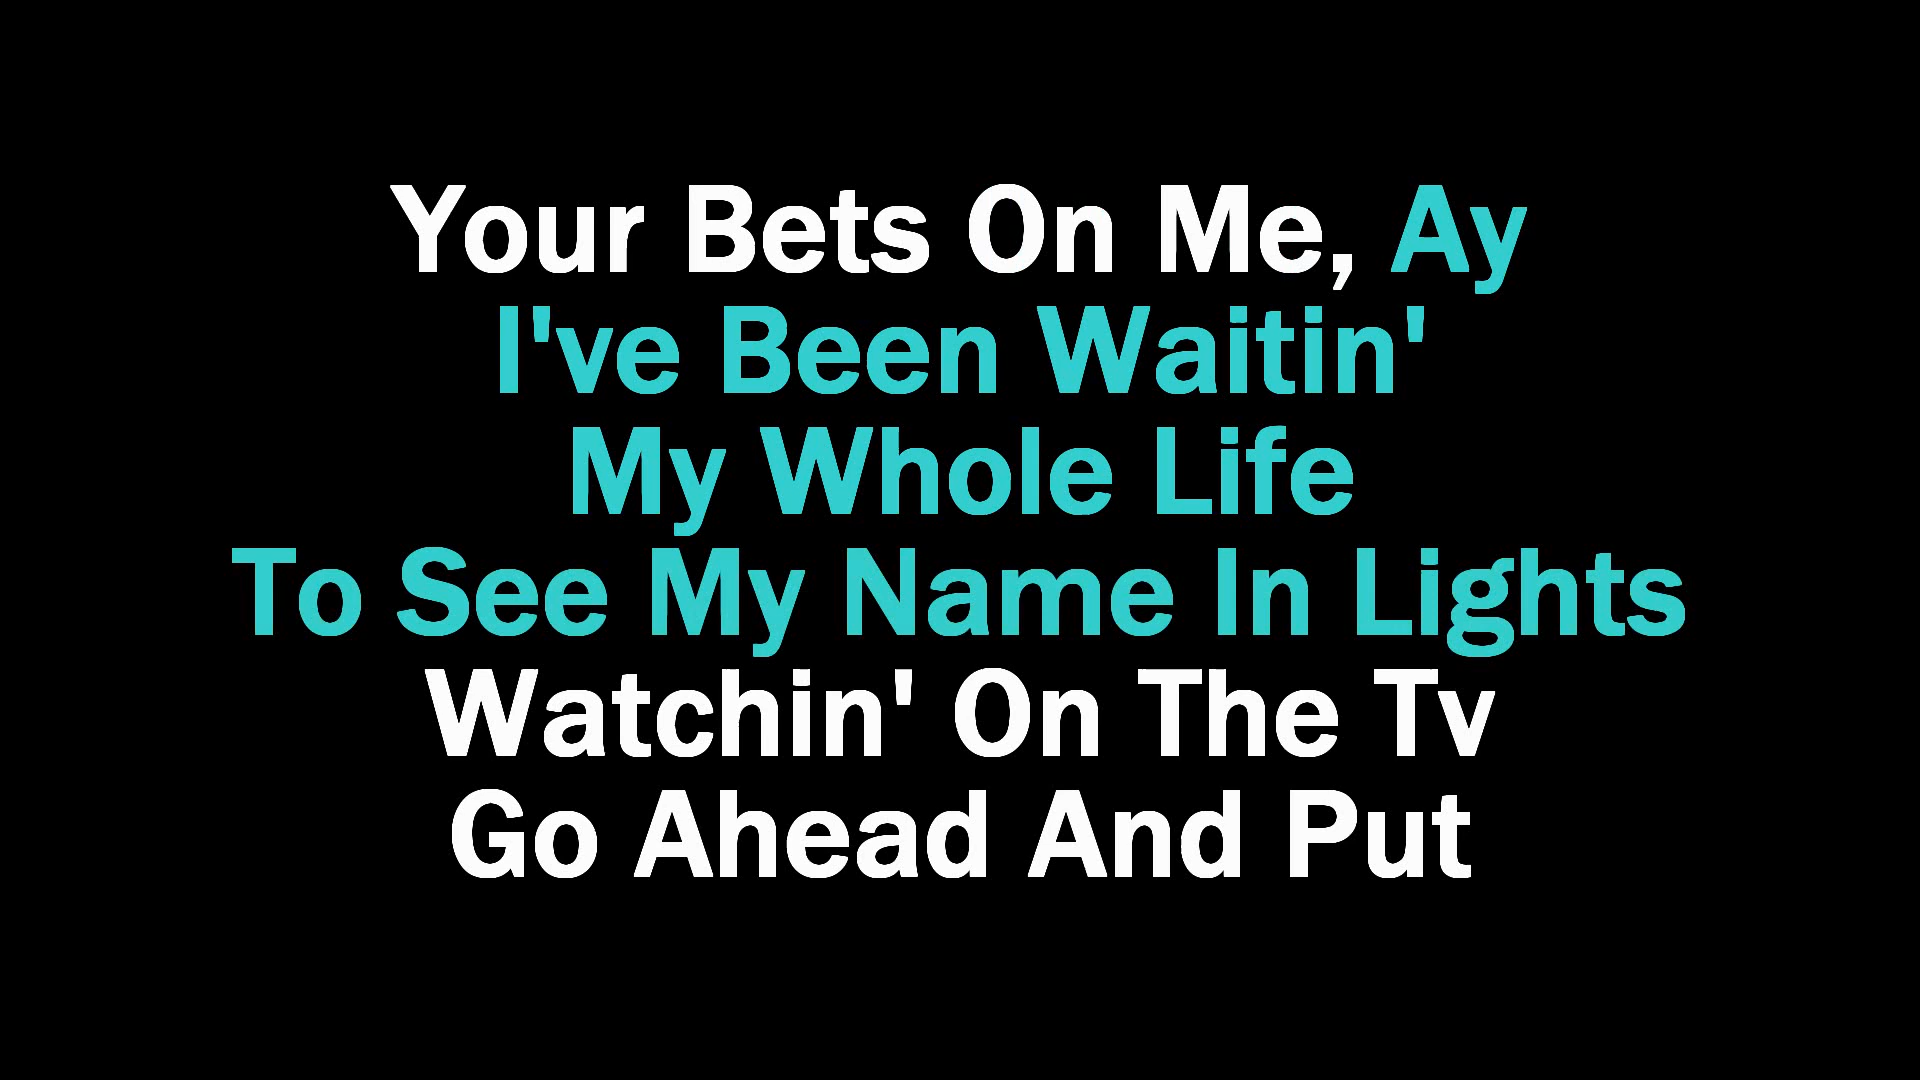 Your Bets On Me, Ay
I've Been Waitin'
My Whole Life
To See My Name In Lights
Watchin' On The Tv
Go Ahead And Put